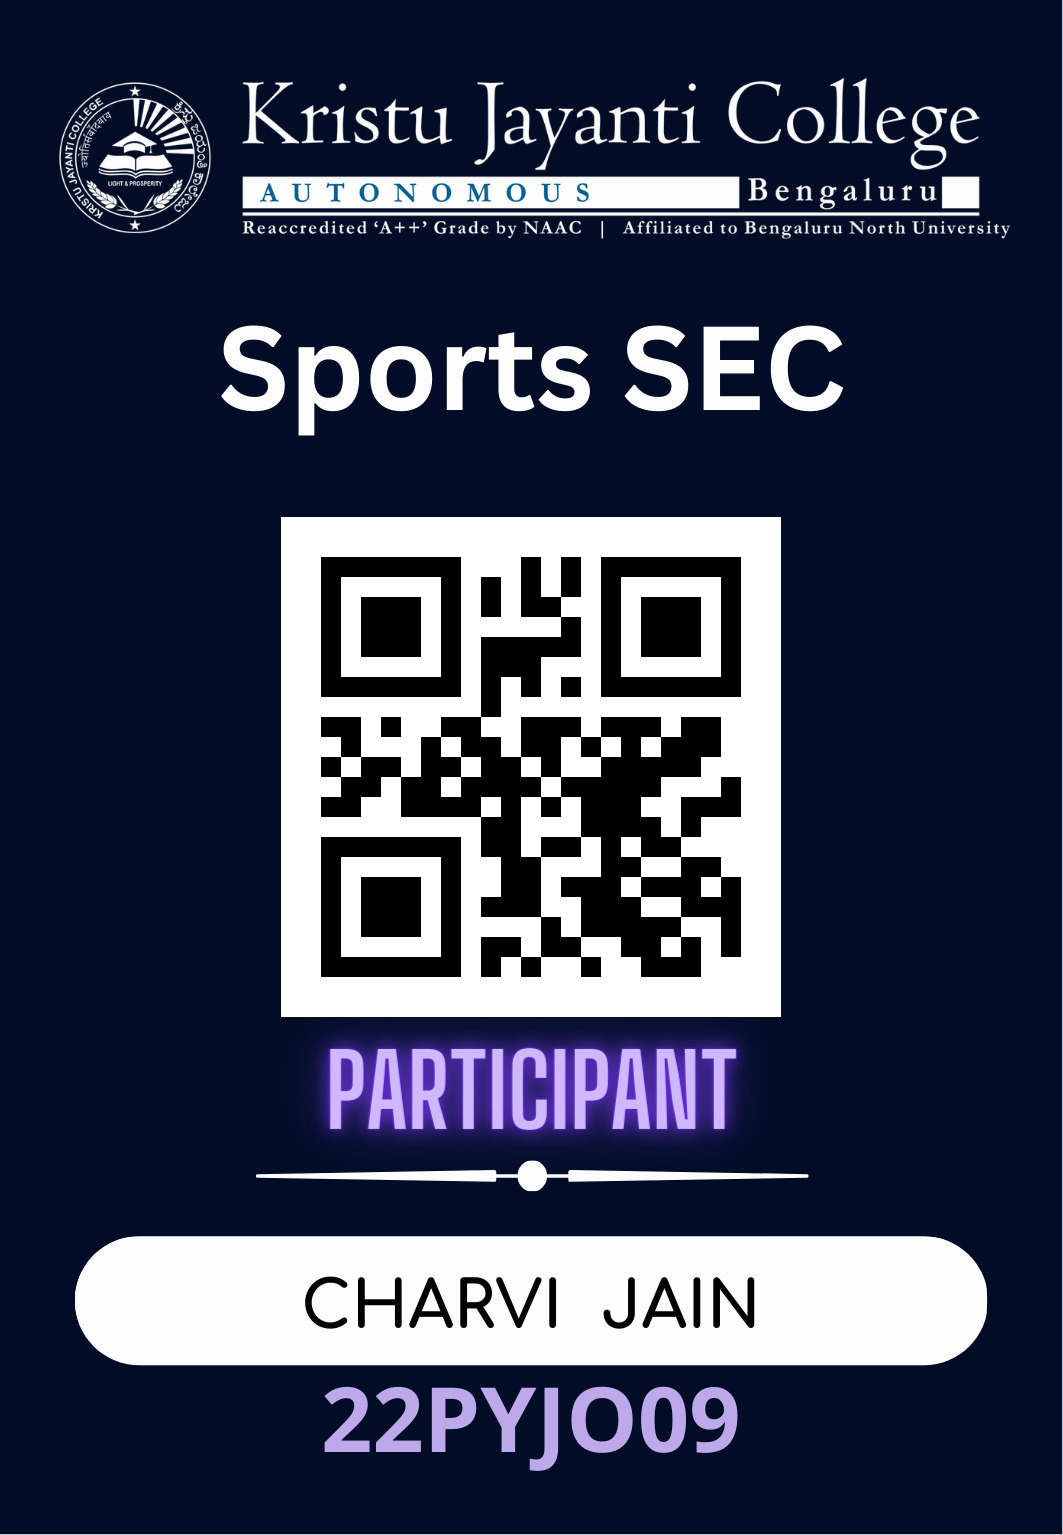 KRISTU JAYANTI COLLEGE
ಕ್ರಿಸ್ತು ಜಯಂತಿ ಕಾಲೇಜು
LIGHT & PROSPERITY
Kristu Jayanti College
AUTONOMOUS Bengaluru
Reaccredited ‘A++’ Grade by NAAC | Affiliated to Bengaluru North University
Sports SEC
PARTICIPANT
CHARVI JAIN
22PYJO09